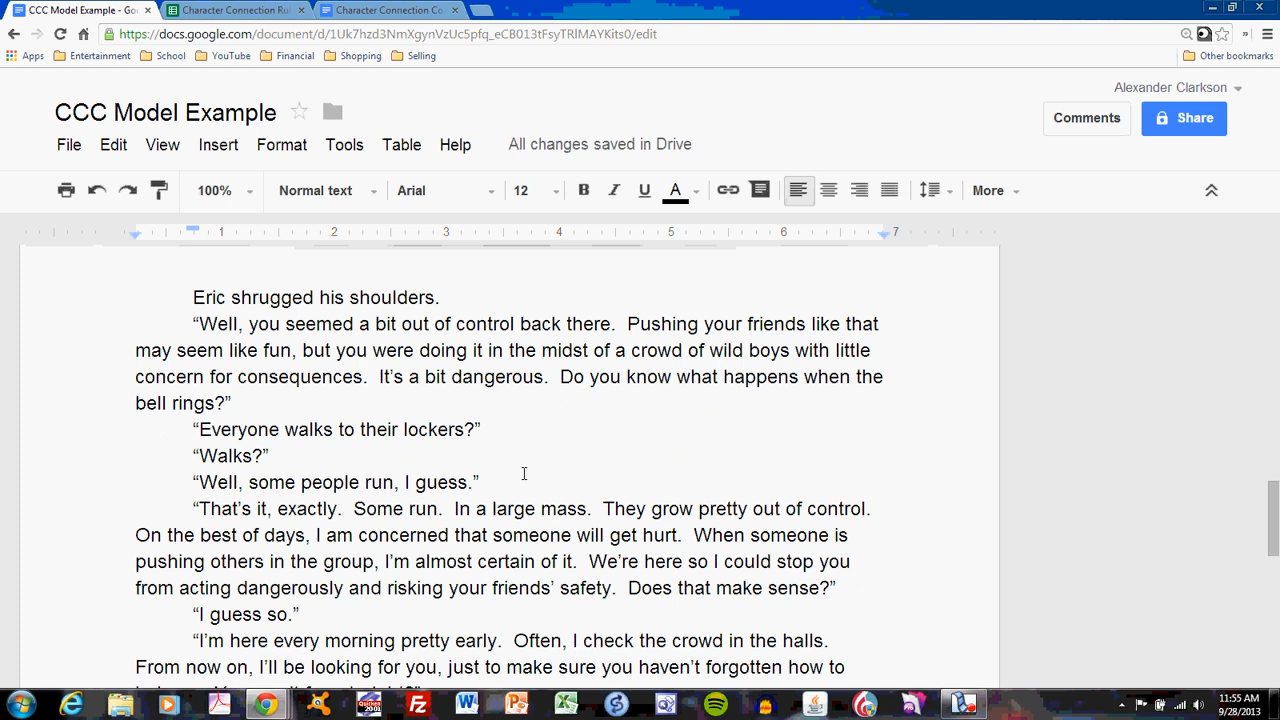 CCC Model Example - Go
Character Connection Ru
Character Connection Co
https://docs.google.com/document/d/1Uk7hzd3NmXgynVzUc5pfq_eCB013tFsyTRlMAYKits0/edit
Apps Entertainment School YouTube Financial Shopping Selling Other bookmarks
Alexander Clarkson
CCC Model Example
Comments Share
File Edit View Insert Format Tools Table Help All changes saved in Drive
100% Normal text Arial 12 B I U A More
1 2 3 4 5 6 7
Eric shrugged his shoulders.
“Well, you seemed a bit out of control back there. Pushing your friends like that
may seem like fun, but you were doing it in the midst of a crowd of wild boys with little
concern for consequences. It’s a bit dangerous. Do you know what happens when the
bell rings?”
“Everyone walks to their lockers?”
“Walks?”
“Well, some people run, I guess.”
“That’s it, exactly. Some run. In a large mass. They grow pretty out of control.
On the best of days, I am concerned that someone will get hurt. When someone is
pushing others in the group, I’m almost certain of it. We’re here so I could stop you
from acting dangerously and risking your friends’ safety. Does that make sense?”
“I guess so.”
“I’m here every morning pretty early. Often, I check the crowd in the halls.
From now on, I’ll be looking for you, just to make sure you haven’t forgotten how to
11:55 AM
9/28/2013